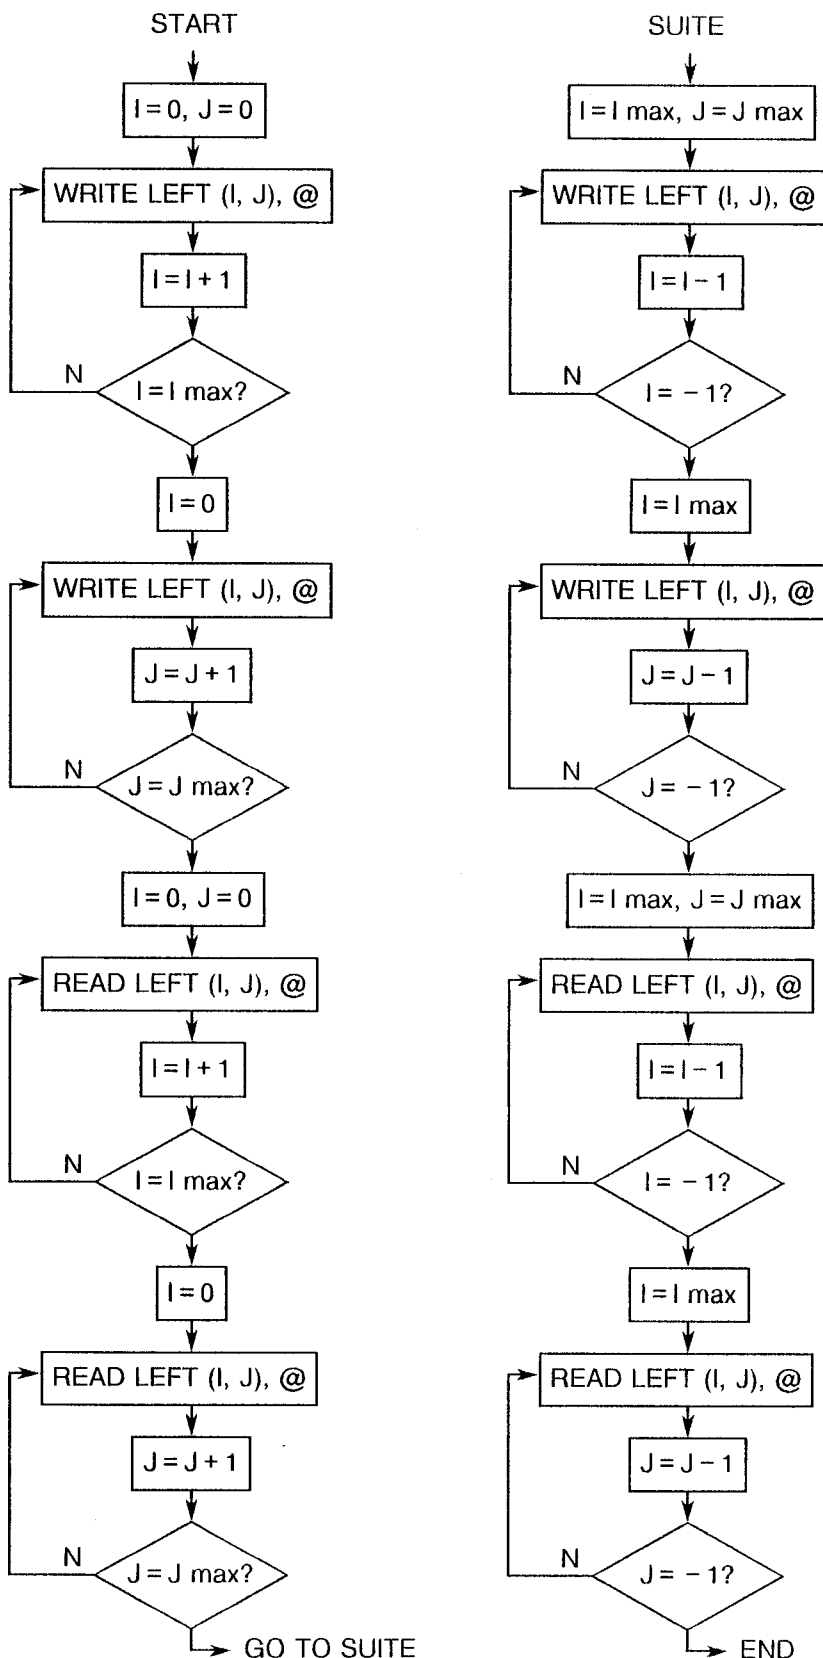 START
I = 0, J = 0
WRITE LEFT (I, J), @
I = I + 1
N
I = I max?
I = 0
WRITE LEFT (I, J), @
J = J + 1
N
J = J max?
I = 0, J = 0
READ LEFT (I, J), @
I = I + 1
N
I = I max?
I = 0
READ LEFT (I, J), @
J = J + 1
N
J = J max?
GO TO SUITE
SUITE
I = I max, J = J max
WRITE LEFT (I, J), @
I = I - 1
N
I = - 1?
I = I max
WRITE LEFT (I, J), @
J = J - 1
N
J = - 1?
I = I max, J = J max
READ LEFT (I, J), @
I = I - 1
N
I = - 1?
I = I max
READ LEFT (I, J), @
J = J - 1
N
J = - 1?
END